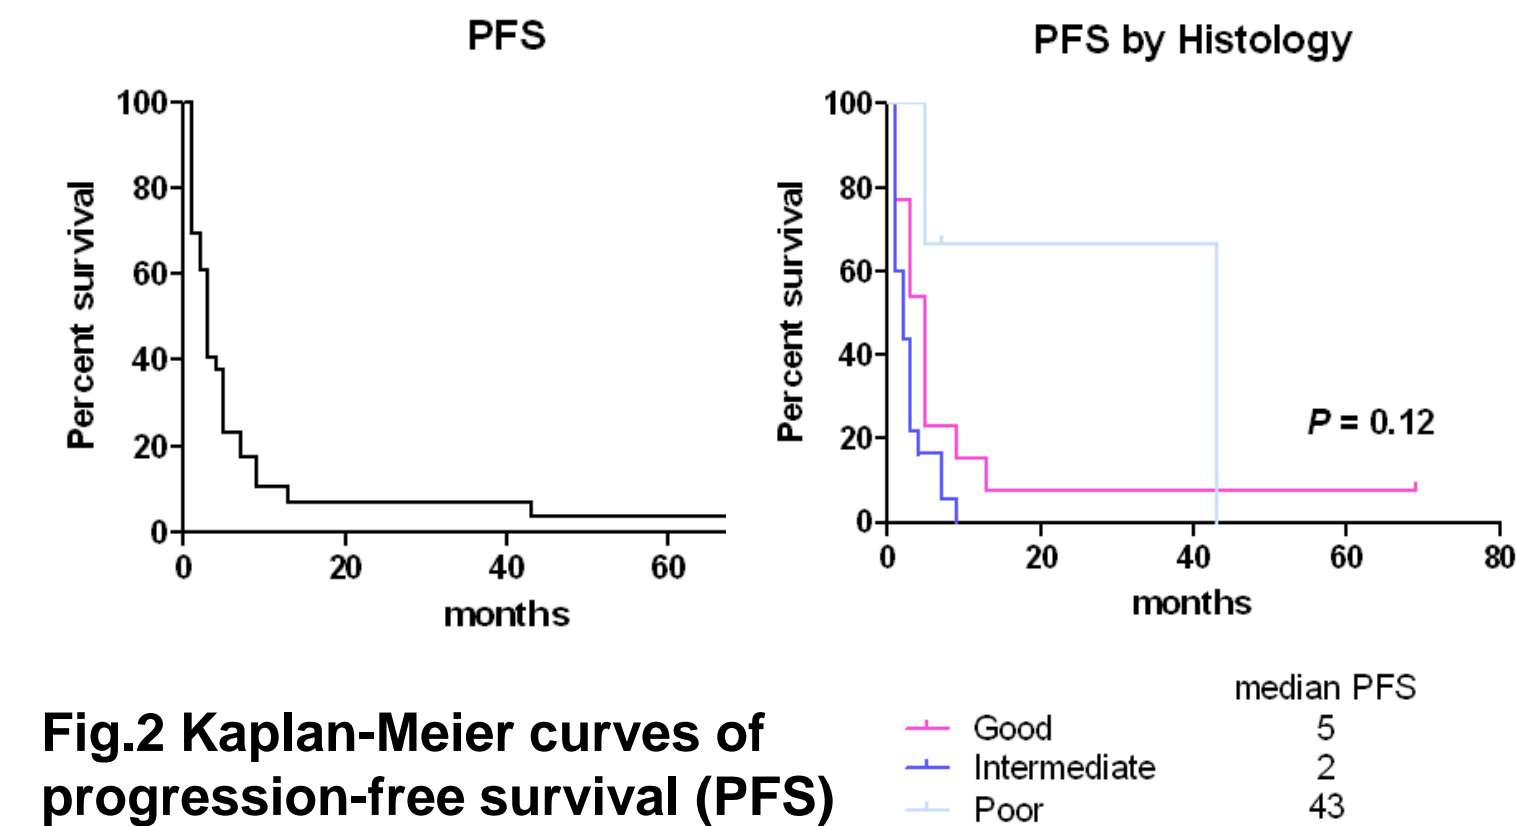 PFS
100
80
60
40
20
0
Percent survival
0 20 40 60
months
PFS by Histology
100
80
60
40
20
0
Percent survival
P = 0.12
0 20 40 60 80
months
median PFS
Good 5
Intermediate 2
Poor 43
Fig.2 Kaplan-Meier curves of
progression-free survival (PFS)